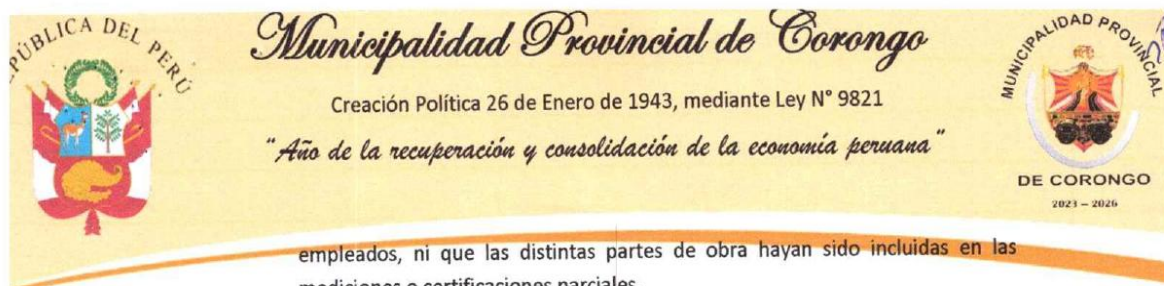 REPÚBLICA DEL PERÚ
Municipalidad Provincial de Corongo
Creación Política 26 de Enero de 1943, mediante Ley N° 9821
"Año de la recuperación y consolidación de la economía peruana"
MUNICIPALIDAD PROVINCIAL
DE CORONGO
2023 – 2026
empleados, ni que las distintas partes de obra hayan sido incluidas en las
mediciones o certificaciones parciales.